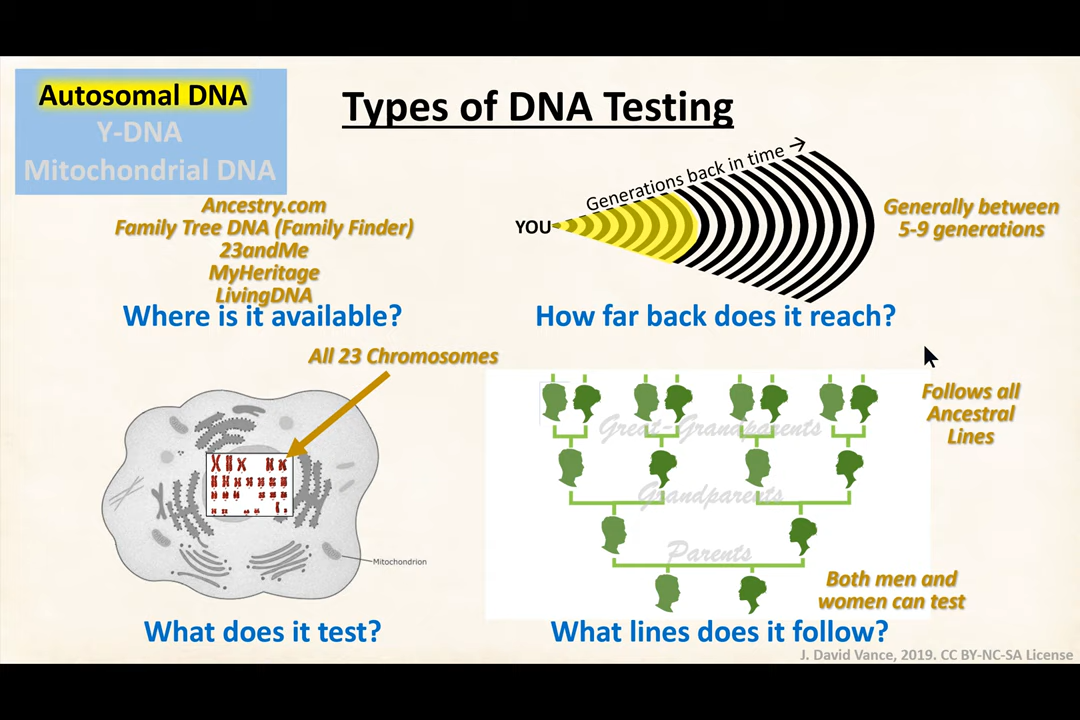 Autosomal DNA
Y-DNA
Mitochondrial DNA
Types of DNA Testing
Ancestry.com
Family Tree DNA (Family Finder)
23andMe
MyHeritage
LivingDNA
Where is it available?
Generations back in time →
YOU
Generally between
5-9 generations
How far back does it reach?
All 23 Chromosomes
Mitochondrion
What does it test?
Great-Grandparents
Grandparents
Parents
Follows all
Ancestral
Lines
Both men and
women can test
What lines does it follow?
J. David Vance, 2019. CC BY-NC-SA License